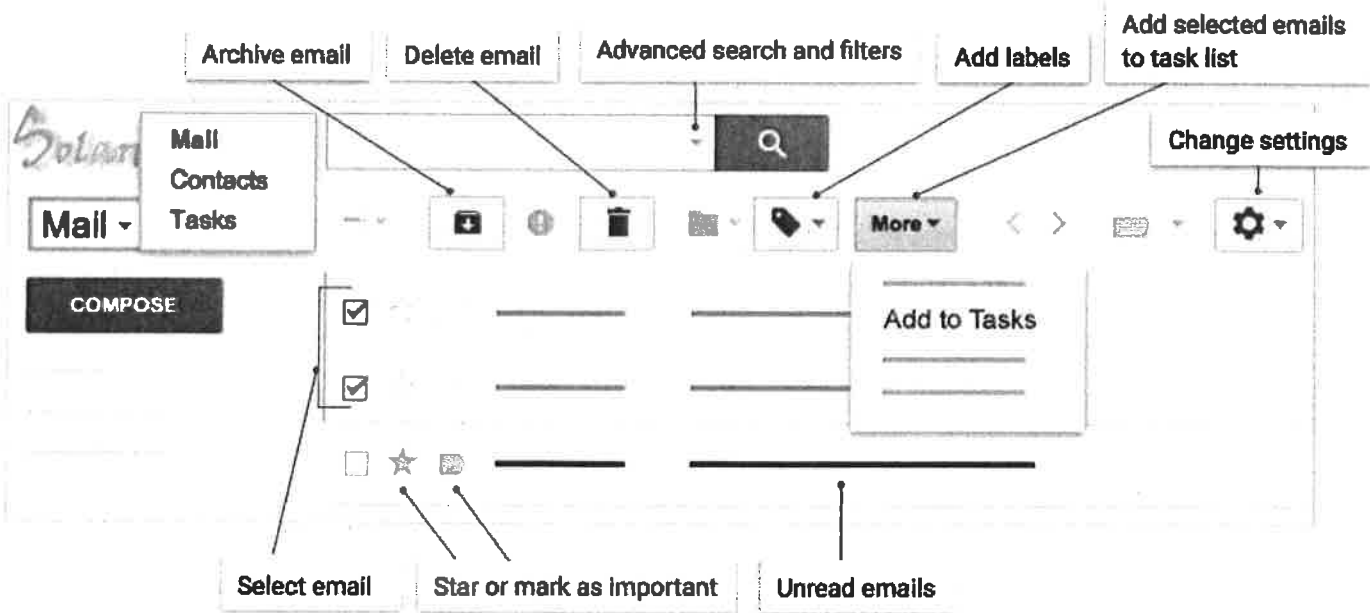 Add selected emails
to task list
Archive email
Delete email
Advanced search and filters
Add labels
Change settings
Mail
Contacts
Tasks
Mail
More
COMPOSE
Add to Tasks
Select email
Star or mark as important
Unread emails